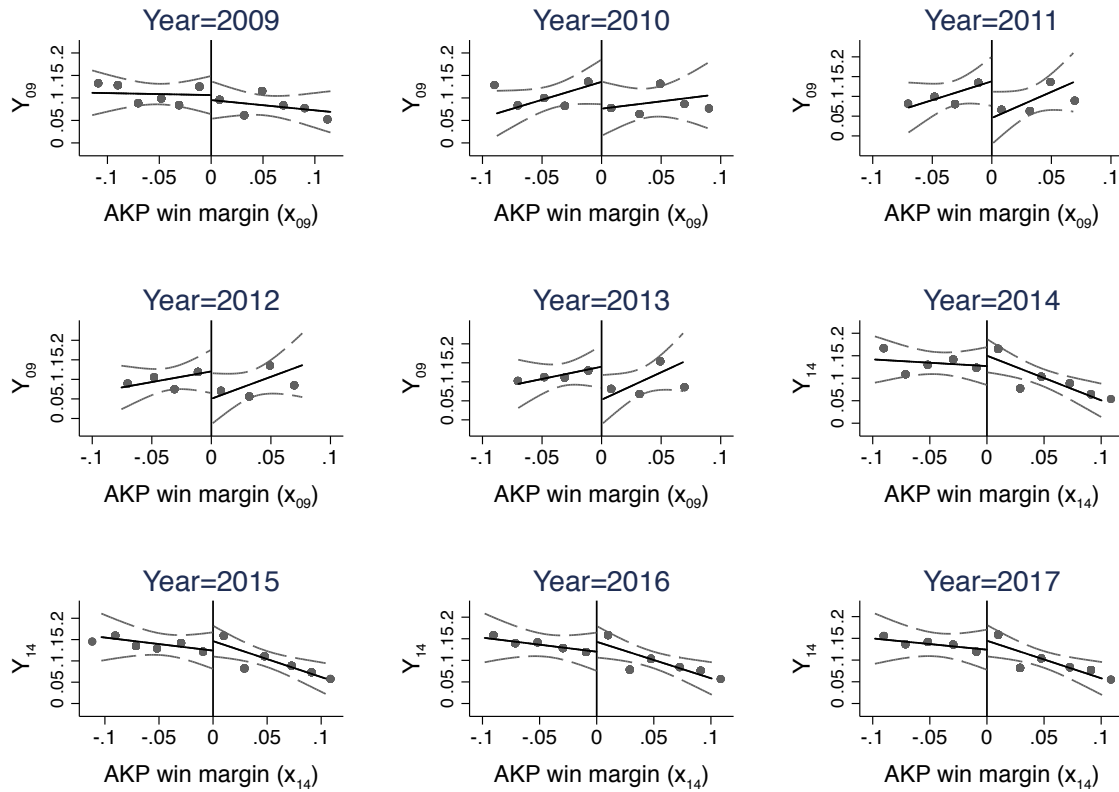 Year=2009
Y09
0 .05 .1 .15 .2
-.1 -.05 0 .05 .1
AKP win margin (x09)
Year=2010
Y09
0 .05 .1 .15 .2
-.1 -.05 0 .05 .1
AKP win margin (x09)
Year=2011
Y09
0 .05 .1 .15 .2
-.1 -.05 0 .05 .1
AKP win margin (x09)
Year=2012
Y09
0 .05 .1 .15 .2
-.1 -.05 0 .05 .1
AKP win margin (x09)
Year=2013
Y09
0 .05 .1 .15 .2
-.1 -.05 0 .05 .1
AKP win margin (x09)
Year=2014
Y14
0 .05 .1 .15 .2
-.1 -.05 0 .05 .1
AKP win margin (x14)
Year=2015
Y14
0 .05 .1 .15 .2
-.1 -.05 0 .05 .1
AKP win margin (x14)
Year=2016
Y14
0 .05 .1 .15 .2
-.1 -.05 0 .05 .1
AKP win margin (x14)
Year=2017
Y14
0 .05 .1 .15 .2
-.1 -.05 0 .05 .1
AKP win margin (x14)